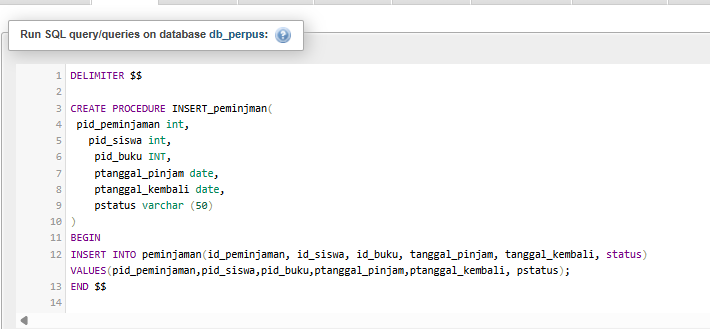 Run SQL query/queries on database db_perpus:
1 DELIMITER $$
2
3 CREATE PROCEDURE INSERT_peminjman(
4 pid_peminjaman int,
5 pid_siswa int,
6 pid_buku INT,
7 ptanggal_pinjam date,
8 ptanggal_kembali date,
9 pstatus varchar (50)
10 )
11 BEGIN
12 INSERT INTO peminjaman(id_peminjaman, id_siswa, id_buku, tanggal_pinjam, tanggal_kembali, status)
VALUES(pid_peminjaman,pid_siswa,pid_buku,ptanggal_pinjam,ptanggal_kembali, pstatus);
13 END $$
14